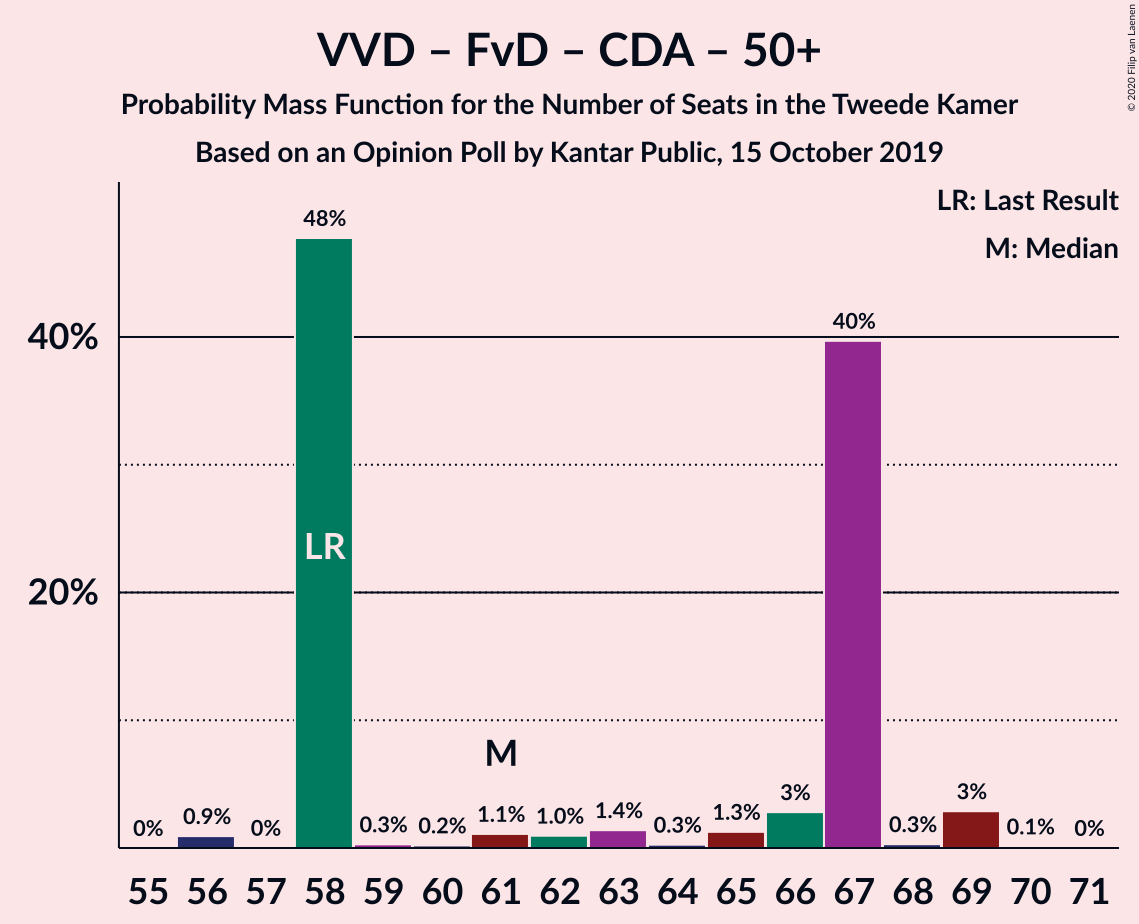 VVD – FvD – CDA – 50+
Probability Mass Function for the Number of Seats in the Tweede Kamer
Based on an Opinion Poll by Kantar Public, 15 October 2019
© 2020 Filip van Laenen
LR: Last Result
M: Median
40%
20%
0%
0.9%
0%
48%
0.3%
0.2%
1.1%
1.0%
1.4%
0.3%
1.3%
3%
40%
0.3%
3%
0.1%
0%
LR
M
55 56 57 58 59 60 61 62 63 64 65 66 67 68 69 70 71